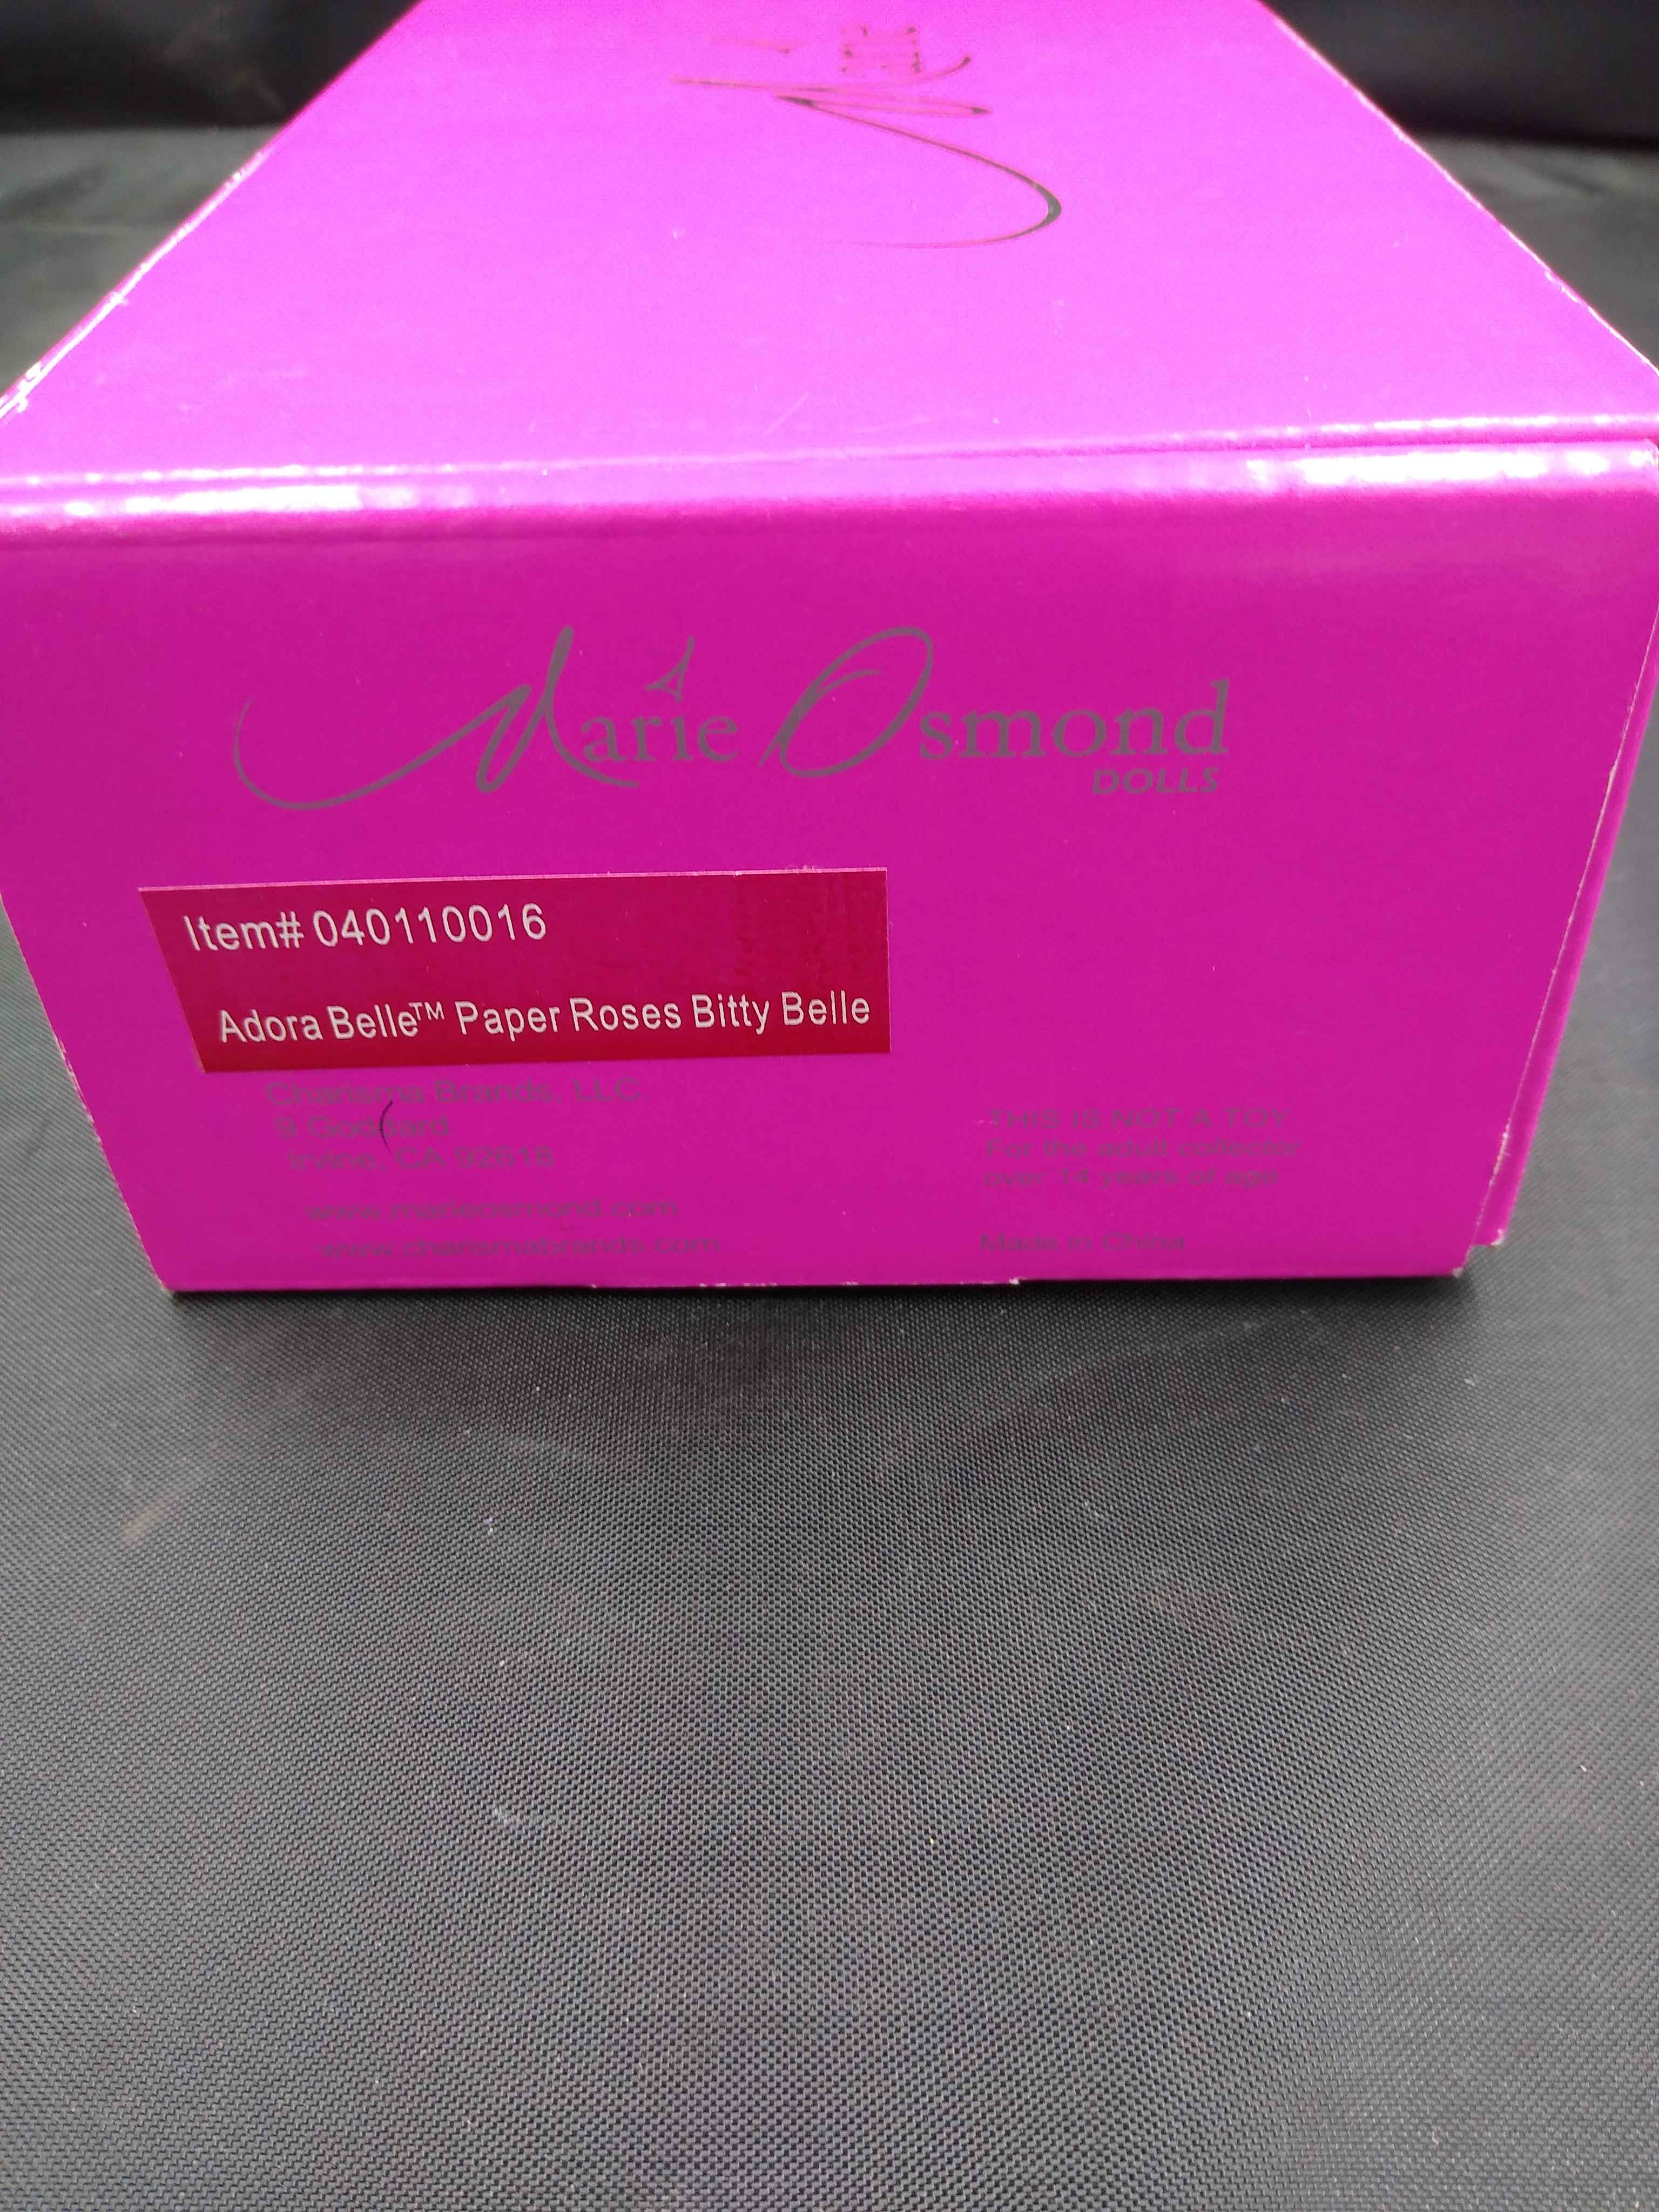 Marie Osmond
DOLLS
Item# 040110016
Adora Belle™ Paper Roses Bitty Belle
Charisma Brands, LLC
9 Goddard
Irvine, CA 92618
www.marieosmond.com
www.charismabrands.com
THIS IS NOT A TOY
For the adult collector
over 14 years of age
Made in China